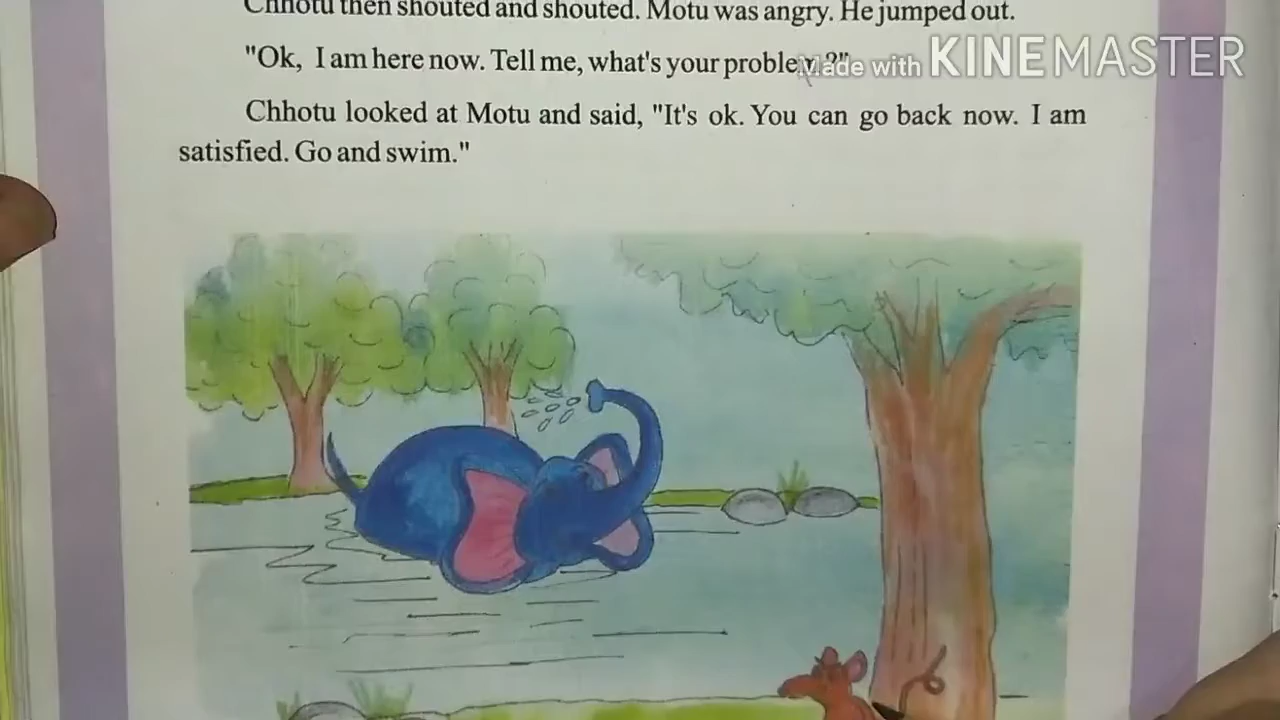 Chhotu then shouted and shouted. Motu was angry. He jumped out.
"Ok, I am here now. Tell me, what's your problem?"
Made with KINEMASTER
Chhotu looked at Motu and said, "It's ok. You can go back now. I am
satisfied. Go and swim."